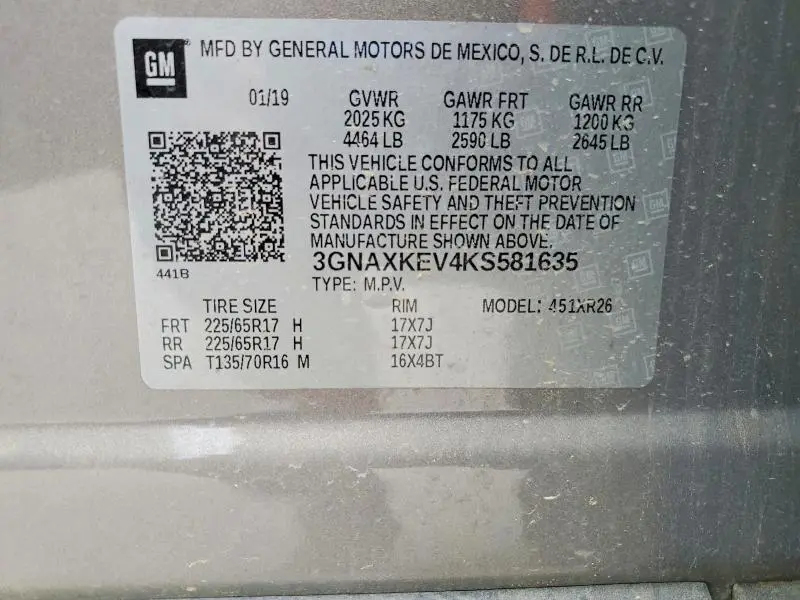 GM MFD BY GENERAL MOTORS DE MEXICO, S. DE R.L. DE C.V.
01/19 GVWR GAWR FRT GAWR RR
2025 KG 1175 KG 1200 KG
4464 LB 2590 LB 2645 LB
THIS VEHICLE CONFORMS TO ALL
APPLICABLE U.S. FEDERAL MOTOR
VEHICLE SAFETY AND THEFT PREVENTION
STANDARDS IN EFFECT ON THE DATE OF
MANUFACTURE SHOWN ABOVE.
3GNAXKEV4KS581635
441B
TYPE: M.P.V.
TIRE SIZE RIM MODEL: 451XR26
FRT 225/65R17 H 17X7J
RR 225/65R17 H 17X7J
SPA T135/70R16 M 16X4BT